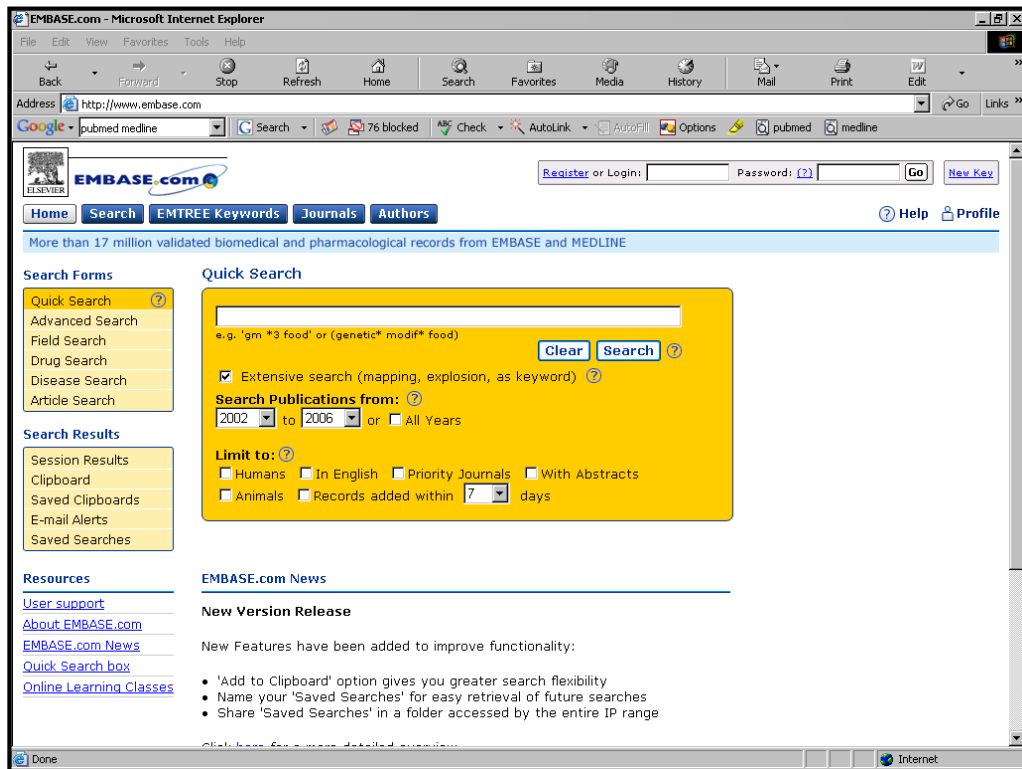 EMBASE.com - Microsoft Internet Explorer
File Edit View Favorites Tools Help
Back Forward Stop Refresh Home Search Favorites Media History Mail Print Edit »
Address http://www.embase.com Go Links »
Google pubmed medline Search 76 blocked ABC Check AutoLink AutoFill Options pubmed medline
ELSEVIER EMBASE.com Register or Login: Password: (?) Go New Key
Home Search EMTREE Keywords Journals Authors ? Help Profile
More than 17 million validated biomedical and pharmacological records from EMBASE and MEDLINE
Search Forms
Quick Search ?
Advanced Search
Field Search
Drug Search
Disease Search
Article Search
Search Results
Session Results
Clipboard
Saved Clipboards
E-mail Alerts
Saved Searches
Resources
User support
About EMBASE.com
EMBASE.com News
Quick Search box
Online Learning Classes
Quick Search
e.g. 'gm *3 food' or (genetic* modif* food)
Clear Search ?
Extensive search (mapping, explosion, as keyword) ?
Search Publications from: ?
2002 to 2006 or All Years
Limit to: ?
Humans In English Priority Journals With Abstracts
Animals Records added within 7 days
EMBASE.com News
New Version Release
New Features have been added to improve functionality:
• 'Add to Clipboard' option gives you greater search flexibility
• Name your 'Saved Searches' for easy retrieval of future searches
• Share 'Saved Searches' in a folder accessed by the entire IP range
Click here for a more detailed overview
Done Internet